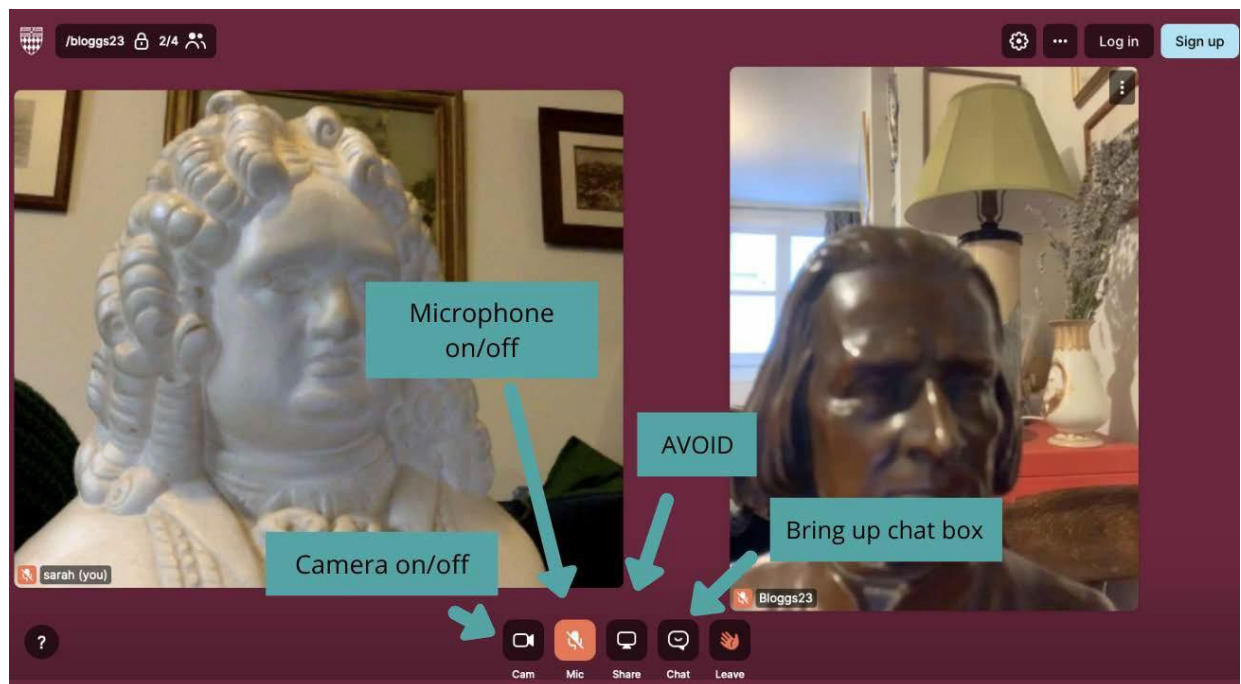 /bloggs23 2/4
Log in
Sign up
Microphone
on/off
AVOID
Bring up chat box
Camera on/off
sarah (you)
Bloggs23
?
Cam
Mic
Share
Chat
Leave